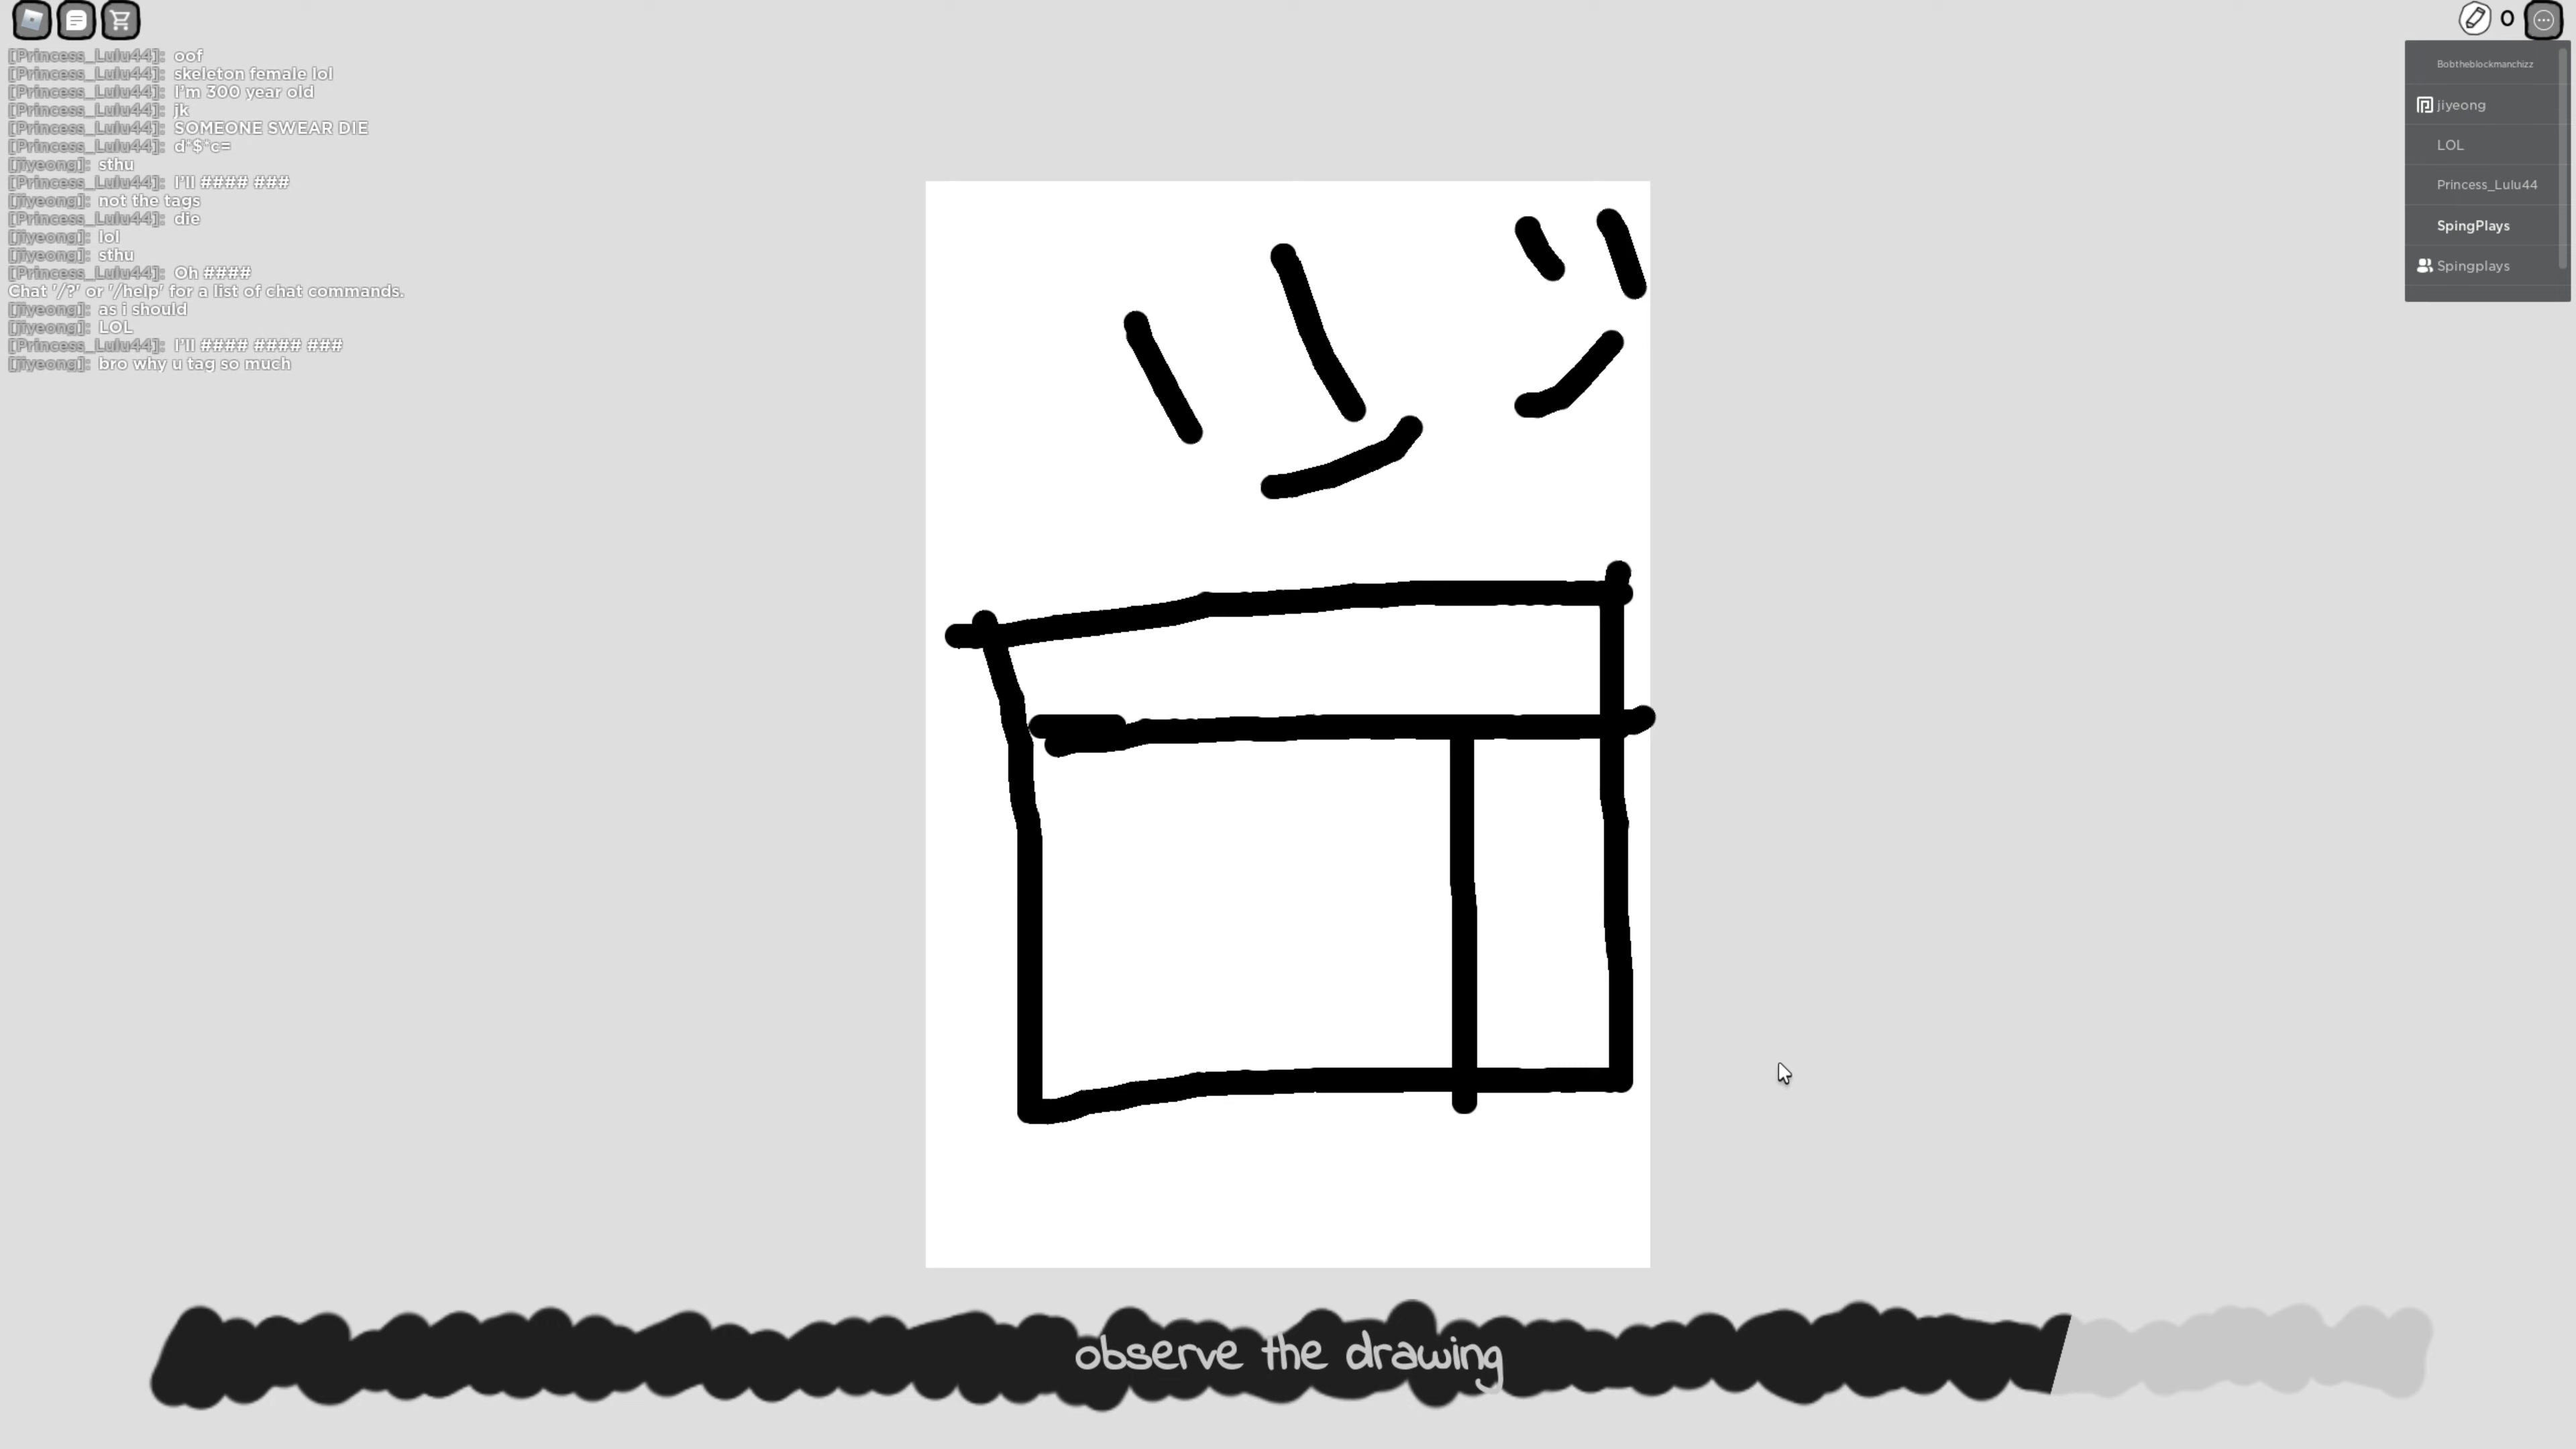 [Princess_Lulu44]: oof
[Princess_Lulu44]: skeleton female lol
[Princess_Lulu44]: I'm 300 year old
[Princess_Lulu44]: jk
[Princess_Lulu44]: SOMEONE SWEAR DIE
[Princess_Lulu44]: d*$*c=
[jiyeong]: sthu
[Princess_Lulu44]: I'll #### ###
[jiyeong]: not the tags
[Princess_Lulu44]: die
[jiyeong]: lol
[jiyeong]: sthu
[Princess_Lulu44]: Oh ####
Chat '/?' or '/help' for a list of chat commands.
[jiyeong]: as i should
[jiyeong]: LOL
[Princess_Lulu44]: I'll #### #### ###
[jiyeong]: bro why u tag so much
0
Bobtheblockmanchizz
jiyeong
LOL
Princess_Lulu44
SpingPlays
Spingplays
observe the drawing